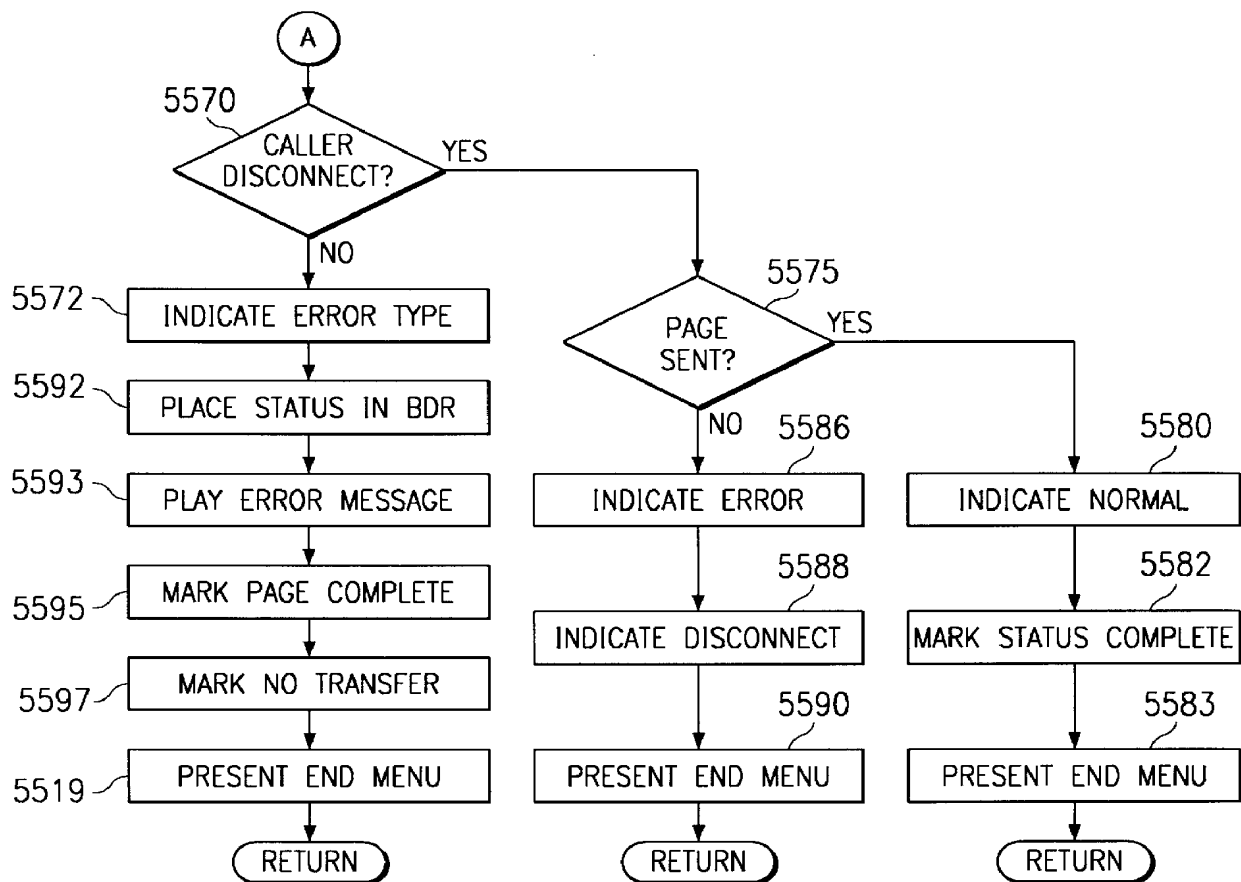 A
5570
CALLER
DISCONNECT?
YES
NO
5572
INDICATE ERROR TYPE
5592
PLACE STATUS IN BDR
5593
PLAY ERROR MESSAGE
5595
MARK PAGE COMPLETE
5597
MARK NO TRANSFER
5519
PRESENT END MENU
RETURN
5575
PAGE
SENT?
YES
NO
5586
INDICATE ERROR
5588
INDICATE DISCONNECT
5590
PRESENT END MENU
RETURN
5580
INDICATE NORMAL
5582
MARK STATUS COMPLETE
5583
PRESENT END MENU
RETURN